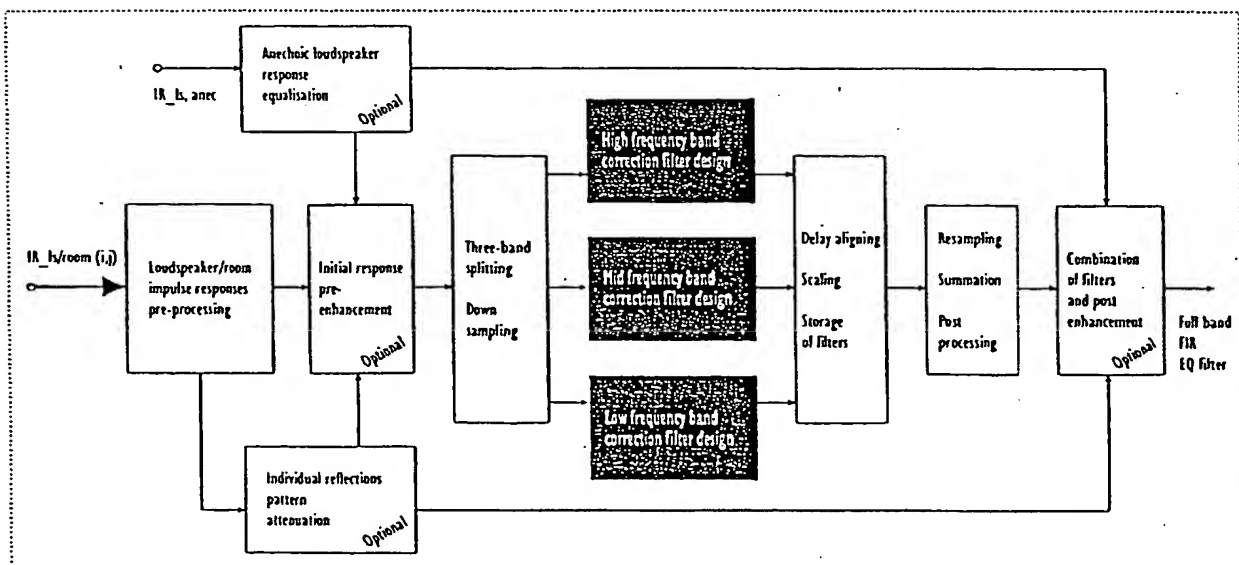 Anechoic loudspeaker
response
equalisation
Optional
IR_ls, anec
High frequency band
correction filter design
IR_ls/room (i,j)
Loudspeaker/room
impulse responses
pre-processing
Initial response
pre-
enhancement
Optional
Three-band
splitting
Down
sampling
Mid frequency band
correction filter design
Delay aligning
Scaling
Storage
of filters
Resampling
Summation
Post
processing
Combination
of filters
and post
enhancement
Optional
Full band
FIR
EQ filter
Low frequency band
correction filter design
Individual reflections
pattern
attenuation
Optional